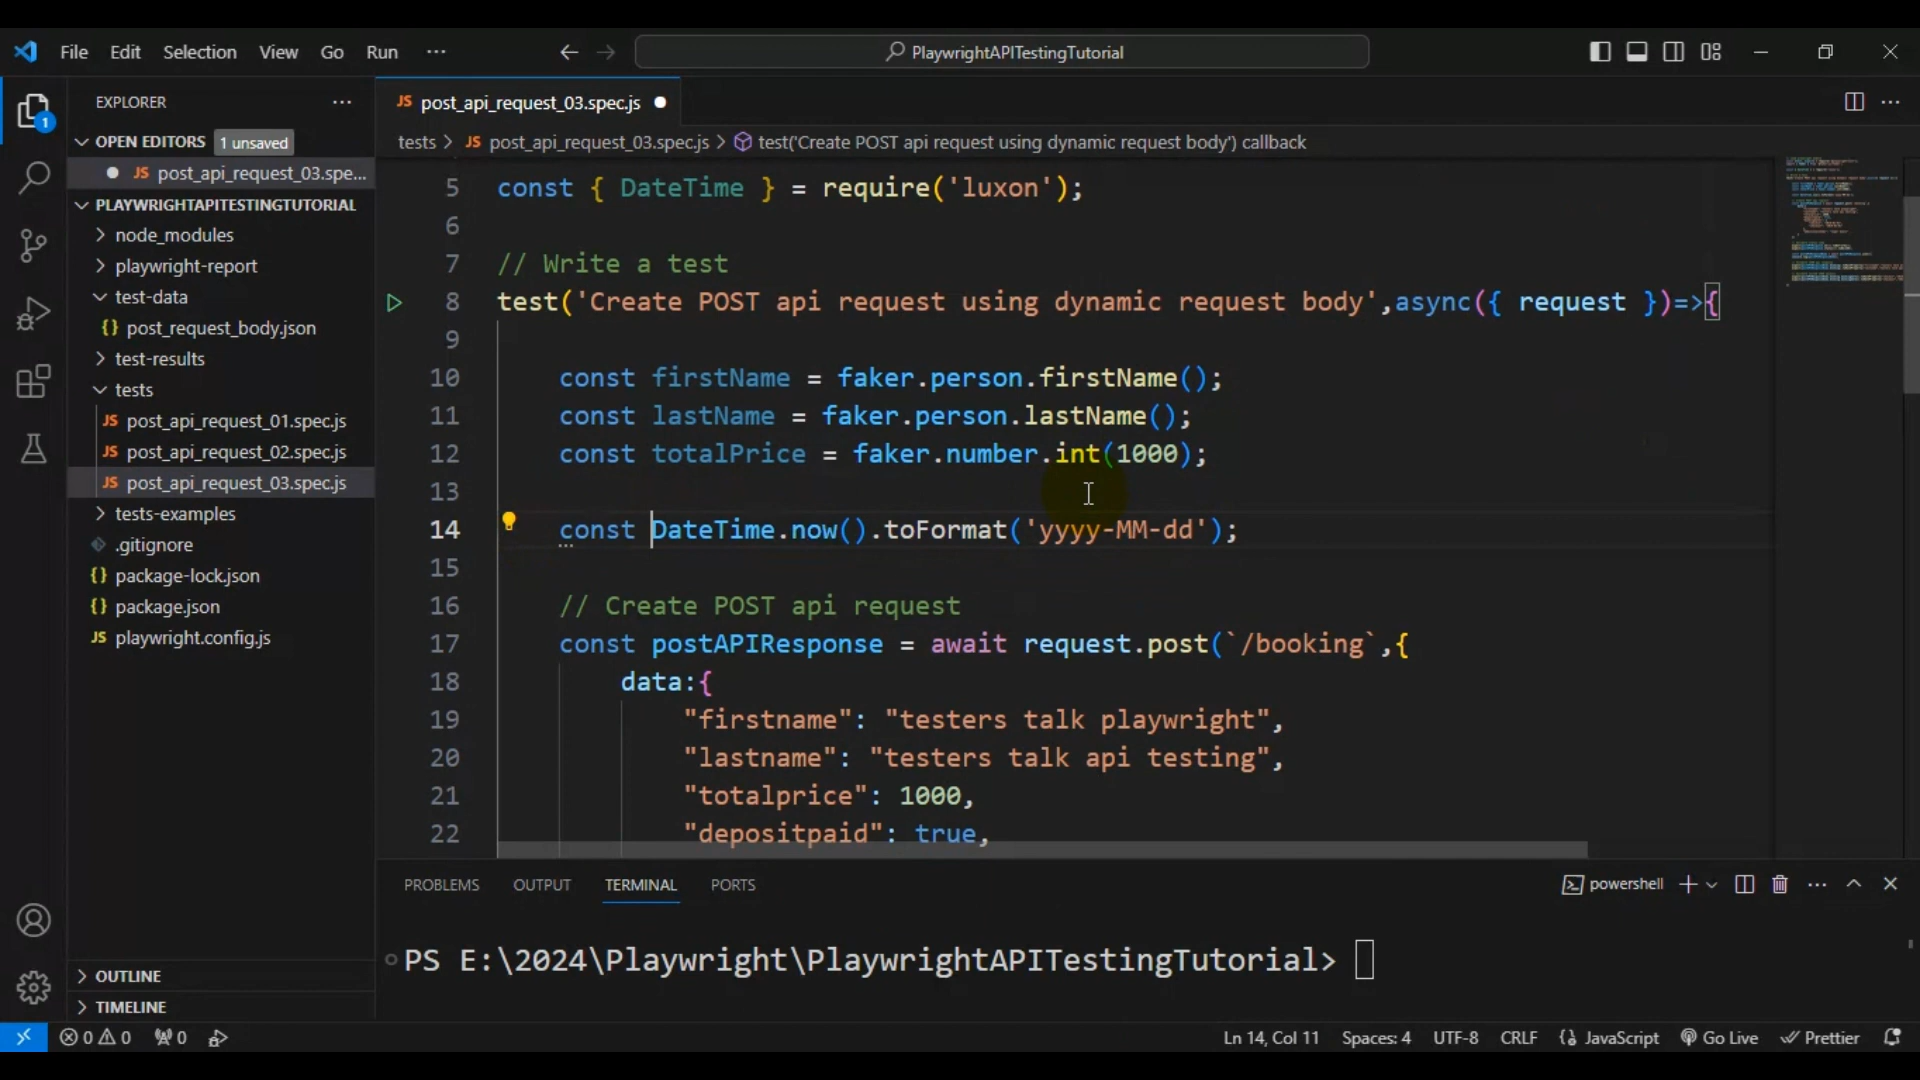 File Edit Selection View Go Run ··· PlaywrightAPITestingTutorial
EXPLORER ···
OPEN EDITORS 1 unsaved
JS post_api_request_03.spe...
PLAYWRIGHTAPITESTINGTUTORIAL
node_modules
playwright-report
test-data
{} post_request_body.json
test-results
tests
JS post_api_request_01.spec.js
JS post_api_request_02.spec.js
JS post_api_request_03.spec.js
tests-examples
.gitignore
{} package-lock.json
{} package.json
JS playwright.config.js
OUTLINE
TIMELINE
1
JS post_api_request_03.spec.js
tests > JS post_api_request_03.spec.js > test('Create POST api request using dynamic request body') callback
5 const { DateTime } = require('luxon');
6
7 // Write a test
8 test('Create POST api request using dynamic request body',async({ request })=>{
9
10 const firstName = faker.person.firstName();
11 const lastName = faker.person.lastName();
12 const totalPrice = faker.number.int(1000);
13
14 const DateTime.now().toFormat('yyyy-MM-dd');
15
16 // Create POST api request
17 const postAPIResponse = await request.post(`/booking`,{
18 data:{
19 "firstname": "testers talk playwright",
20 "lastname": "testers talk api testing",
21 "totalprice": 1000,
22 "depositpaid": true,
PROBLEMS OUTPUT TERMINAL PORTS powershell
PS E:\2024\Playwright\PlaywrightAPITestingTutorial>
0 0 0 Ln 14, Col 11 Spaces: 4 UTF-8 CRLF {} JavaScript Go Live Prettier